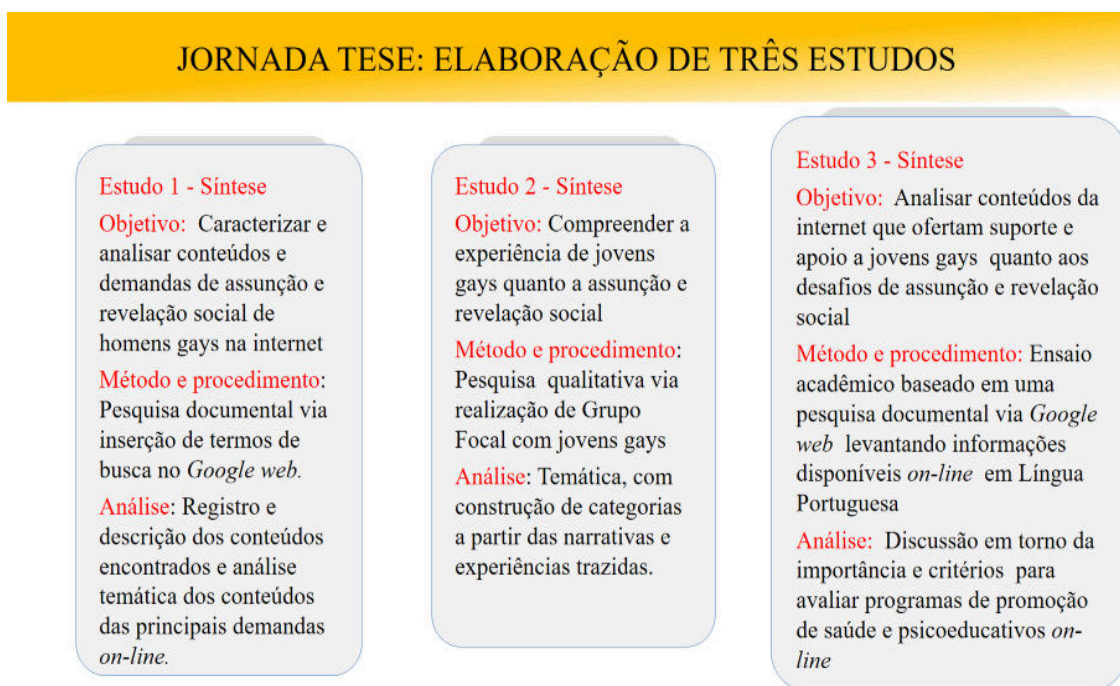 JORNADA TESE: ELABORAÇÃO DE TRÊS ESTUDOS
Estudo 1 - Síntese
Objetivo: Caracterizar e
analisar conteúdos e
demandas de assunção e
revelação social de
homens gays na internet
Método e procedimento:
Pesquisa documental via
inserção de termos de
busca no Google web.
Análise: Registro e
descrição dos conteúdos
encontrados e análise
temática dos conteúdos
das principais demandas
on-line.
Estudo 2 - Síntese
Objetivo: Compreender a
experiência de jovens
gays quanto a assunção e
revelação social
Método e procedimento:
Pesquisa qualitativa via
realização de Grupo
Focal com jovens gays
Análise: Temática, com
construção de categorias
a partir das narrativas e
experiências trazidas.
Estudo 3 - Síntese
Objetivo: Analisar conteúdos da
internet que ofertam suporte e
apoio a jovens gays quanto aos
desafios de assunção e revelação
social
Método e procedimento: Ensaio
acadêmico baseado em uma
pesquisa documental via Google
web levantando informações
disponíveis on-line em Língua
Portuguesa
Análise: Discussão em torno da
importância e critérios para
avaliar programas de promoção
de saúde e psicoeducativos on-
line